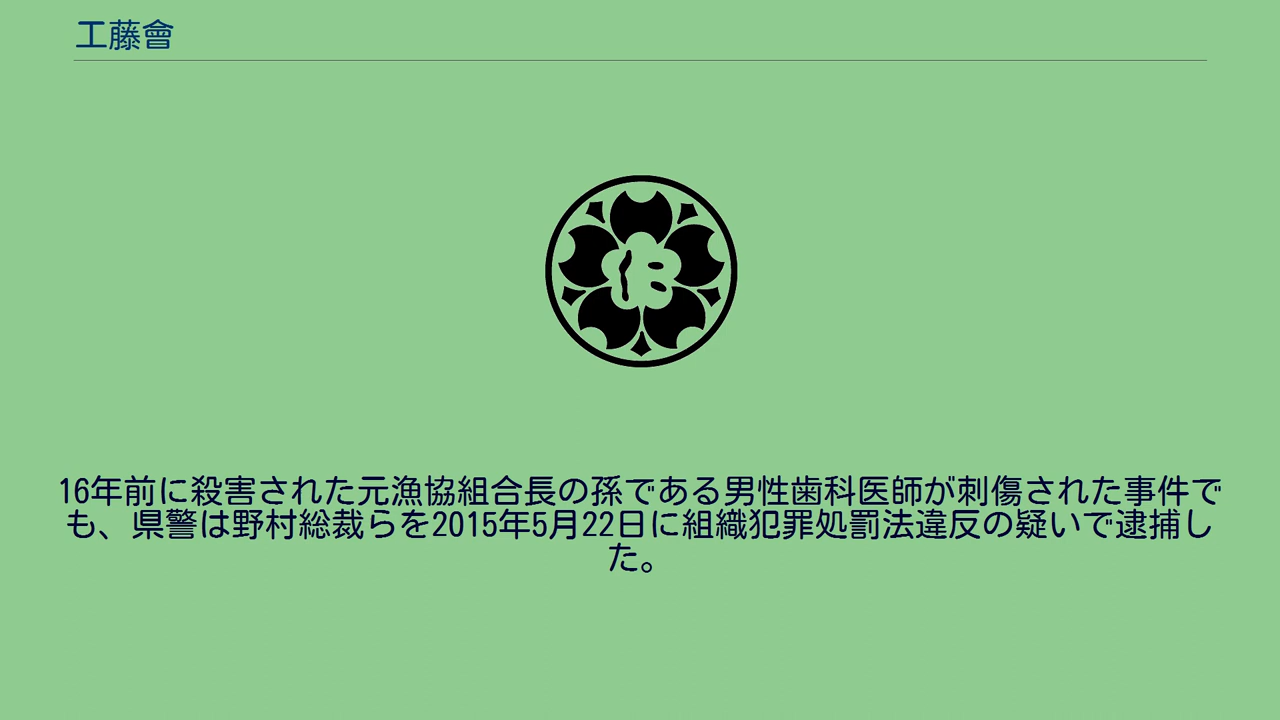 工藤會
16年前に殺害された元漁協組合長の孫である男性歯科医師が刺傷された事件で
も、県警は野村総裁らを2015年5月22日に組織犯罪処罰法違反の疑いで逮捕し
た。